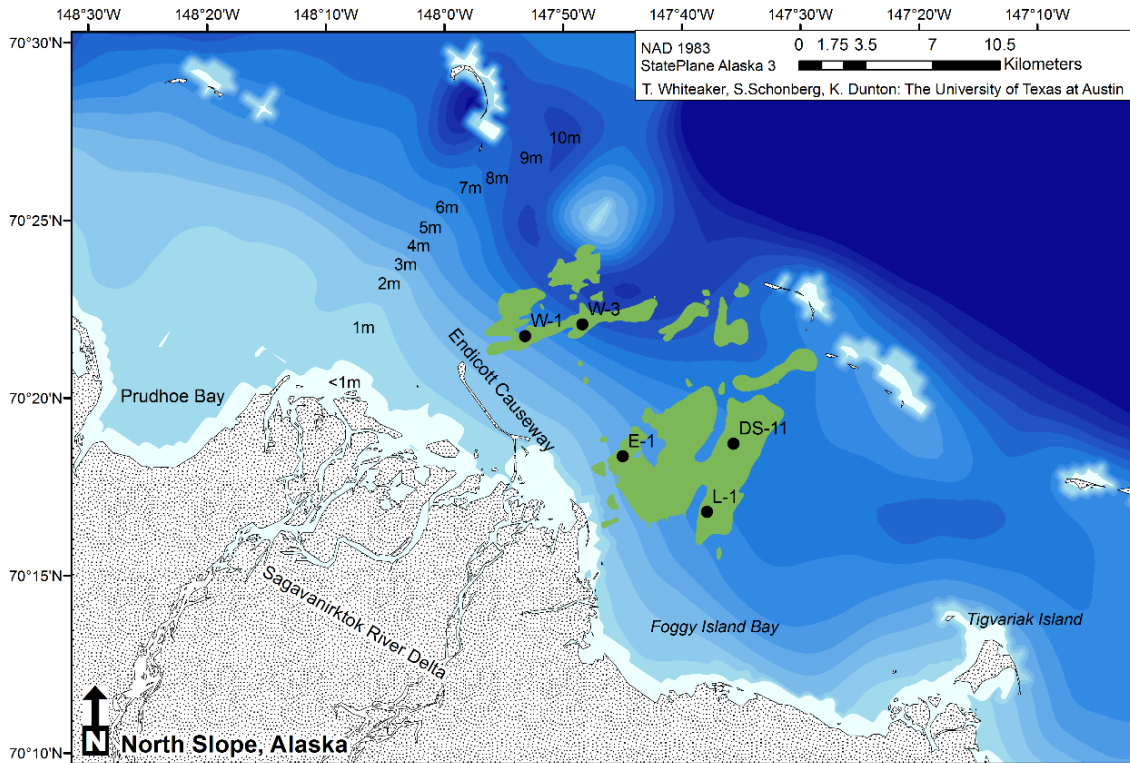 148°30'W
148°20'W
148°10'W
148°0'W
147°50'W
147°40'W
147°30'W
147°20'W
147°10'W
70°30'N
NAD 1983
StatePlane Alaska 3
0 1.75 3.5 7 10.5
Kilometers
T. Whiteaker, S.Schonberg, K. Dunton: The University of Texas at Austin
10m
9m
8m
7m
6m
70°25'N
5m
4m
3m
2m
1m
W-1
W-3
Endicott Causeway
70°20'N
Prudhoe Bay
<1m
E-1
DS-11
L-1
70°15'N
Sagavanirktok River Delta
Foggy Island Bay
Tigvariak Island
70°10'N
N
North Slope, Alaska